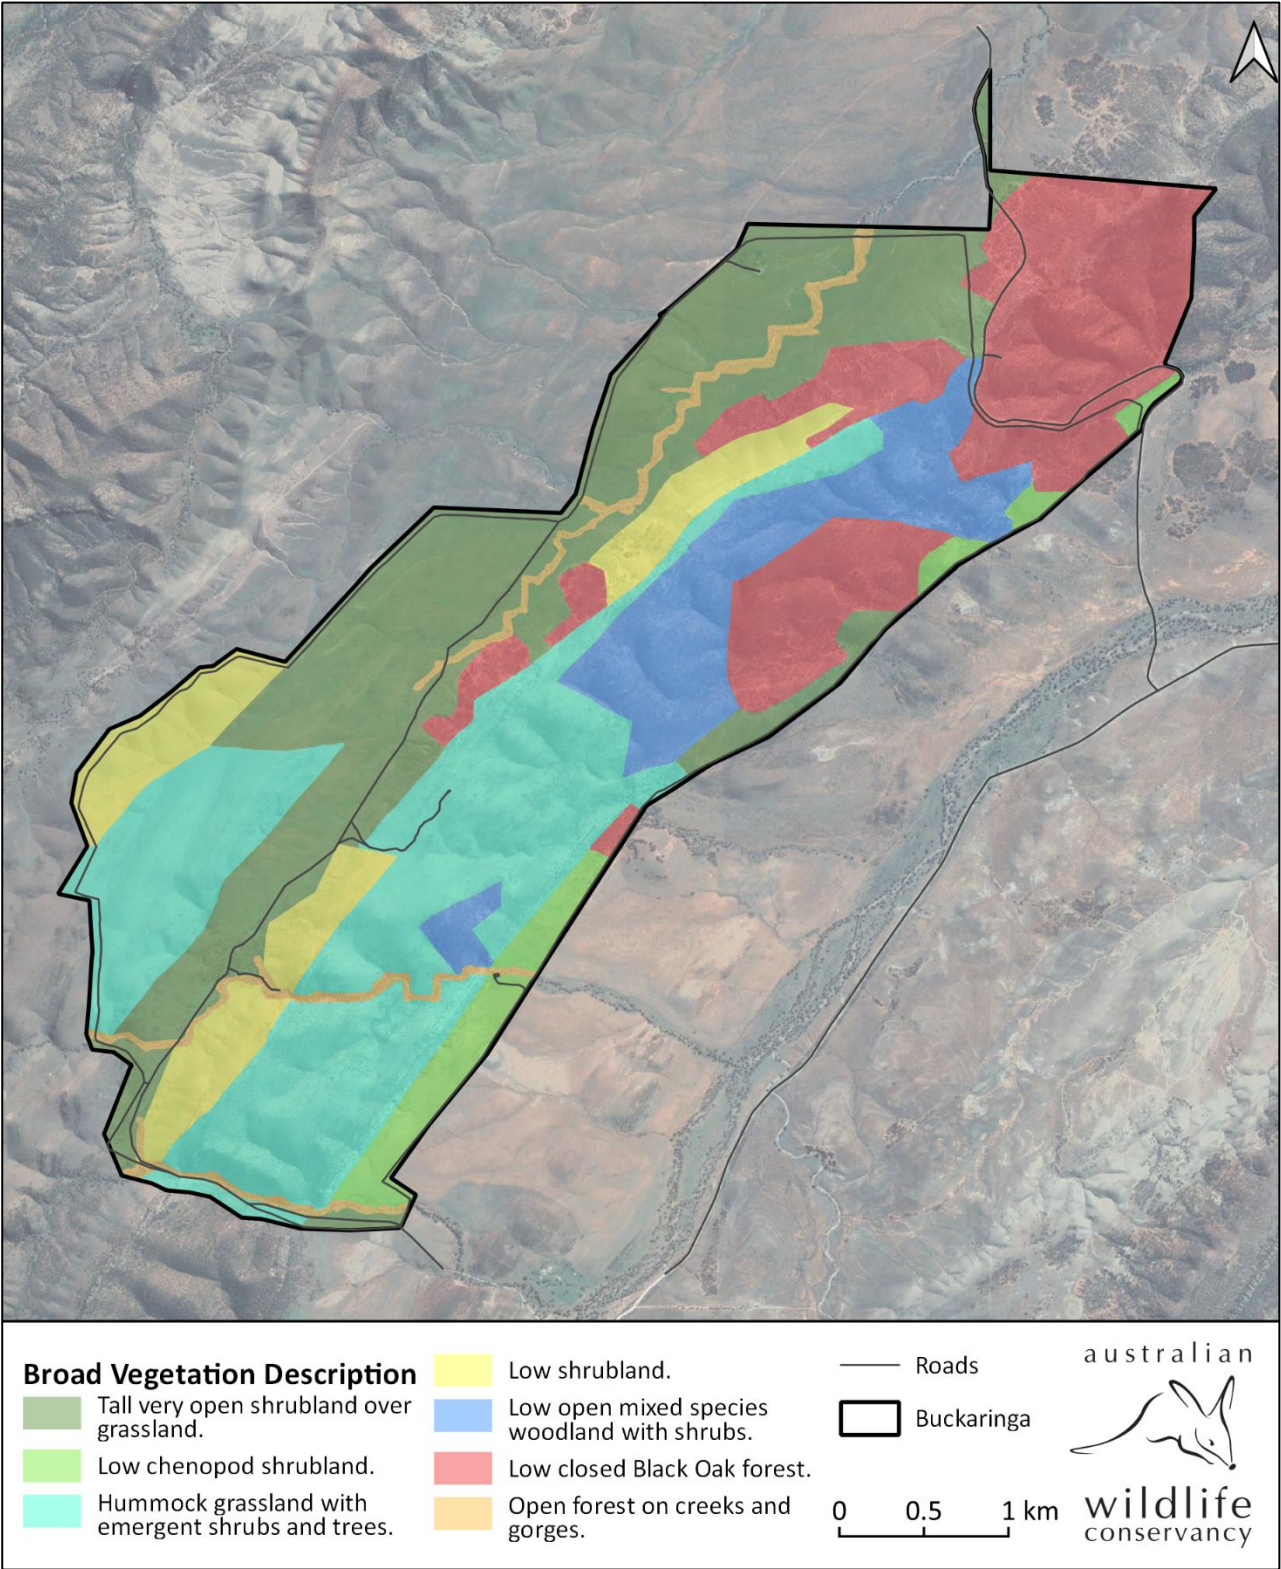 Broad Vegetation Description
Tall very open shrubland over
grassland.
Low chenopod shrubland.
Hummock grassland with
emergent shrubs and trees.
Low shrubland.
Low open mixed species
woodland with shrubs.
Low closed Black Oak forest.
Open forest on creeks and
gorges.
Roads
Buckaringa
0 0.5 1 km
australian
wildlife
conservancy